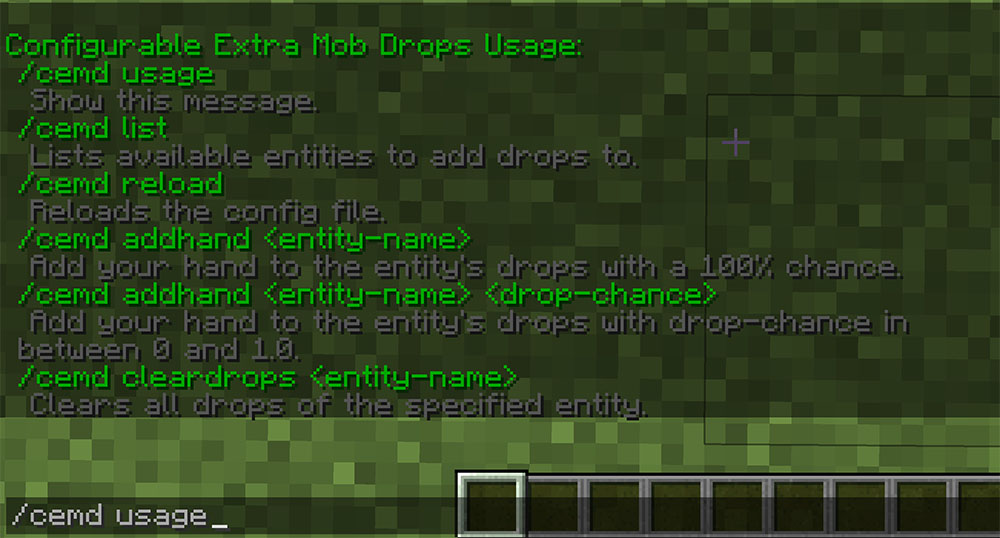 Configurable Extra Mob Drops Usage:
/cemd usage
Show this message.
/cemd list
Lists available entities to add drops to.
/cemd reload
Reloads the config file.
/cemd addhand <entity-name>
Add your hand to the entity's drops with a 100% chance.
/cemd addhand <entity-name> <drop-chance>
Add your hand to the entity's drops with drop-chance in
between 0 and 1.0.
/cemd cleardrops <entity-name>
Clears all drops of the specified entity.
/cemd usage_